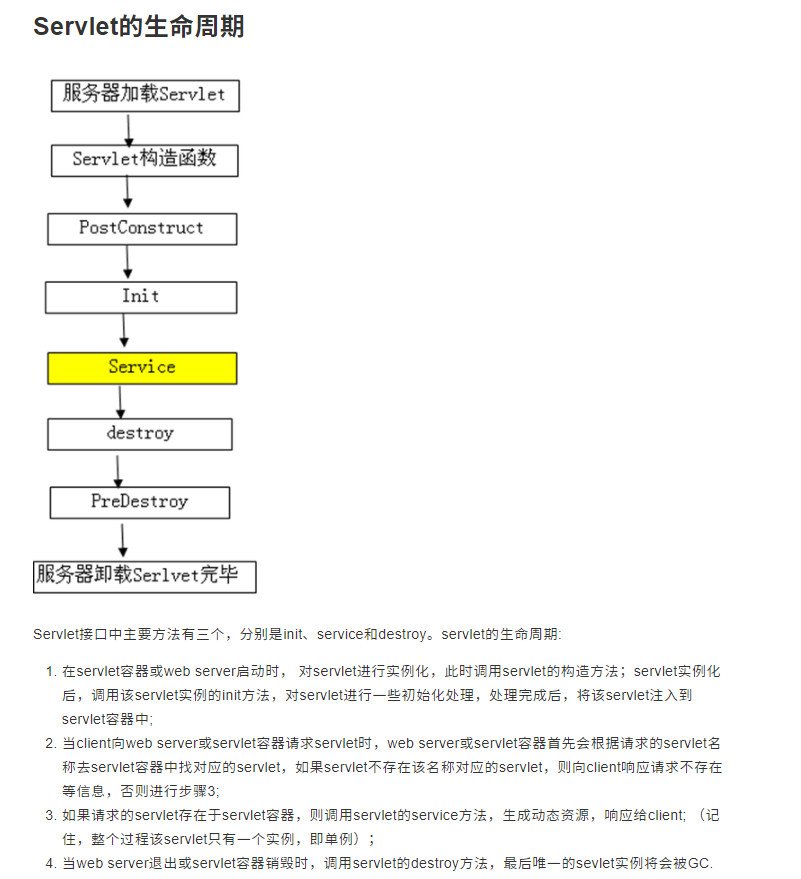 Servlet的生命周期
服务器加载Servlet
Servlet构造函数
PostConstruct
Init
Service
destroy
PreDestroy
服务器卸载Serlvet完毕
Servlet接口中主要方法有三个，分别是init、service和destroy。servlet的生命周期:
1. 在servlet容器或web server启动时， 对servlet进行实例化，此时调用servlet的构造方法；servlet实例化
后，调用该servlet实例的init方法，对servlet进行一些初始化处理，处理完成后，将该servlet注入到
servlet容器中;
2. 当client向web server或servlet容器请求servlet时，web server或servlet容器首先会根据请求的servlet名
称去servlet容器中找对应的servlet，如果servlet不存在该名称对应的servlet，则向client响应请求不存在
等信息，否则进行步骤3;
3. 如果请求的servlet存在于servlet容器，则调用servlet的service方法，生成动态资源，响应给client; （记
住，整个过程该servlet只有一个实例，即单例）；
4. 当web server退出或servlet容器销毁时，调用servlet的destroy方法，最后唯一的sevlet实例将会被GC.